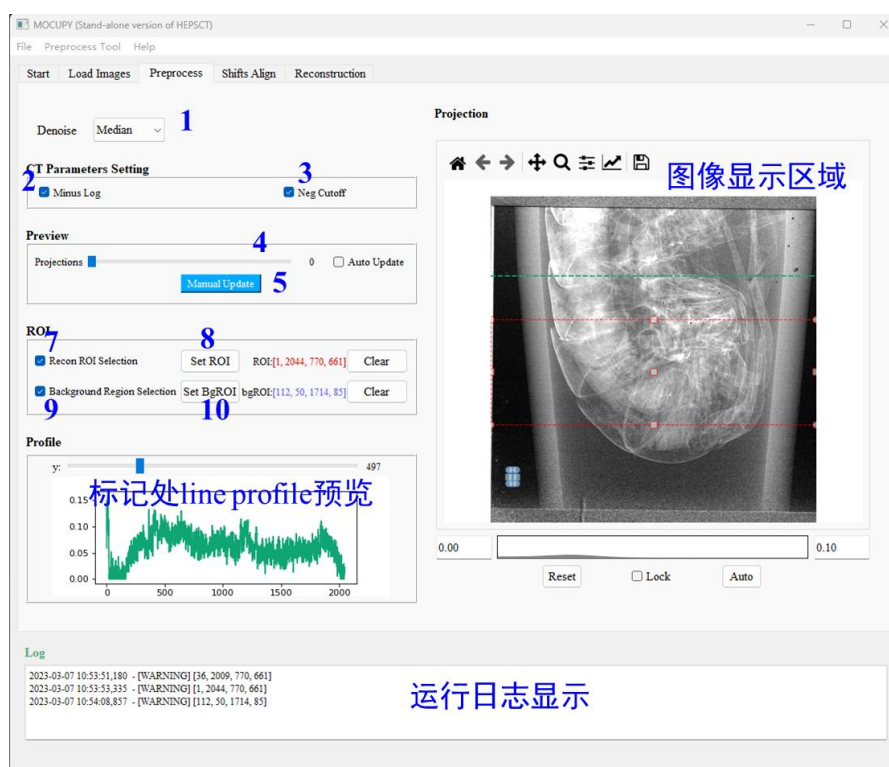 MOCUPY (Stand-alone version of HEPSCT)
File Preprocess Tool Help
Start Load Images Preprocess Shifts Align Reconstruction
Denoise Median 1
CT Parameters Setting
2 Minus Log 3 Neg Cutoff
Preview
4
Projections 0 Auto Update
Manual Update 5
ROI
7 8
Recon ROI Selection Set ROI ROI:[1, 2044, 770, 661] Clear
Background Region Selection Set BgROI bgROI:[112, 50, 1714, 85] Clear
9 10
Profile
y: 497
标记处line profile预览
0.15
0.10
0.05
0.00
0 500 1000 1500 2000
Projection
图像显示区域
0.00 0.10
Reset Lock Auto
Log
2023-03-07 10:53:51,180 - [WARNING] [36, 2009, 770, 661]
2023-03-07 10:53:53,335 - [WARNING] [1, 2044, 770, 661]
2023-03-07 10:54:08,857 - [WARNING] [112, 50, 1714, 85]
运行日志显示